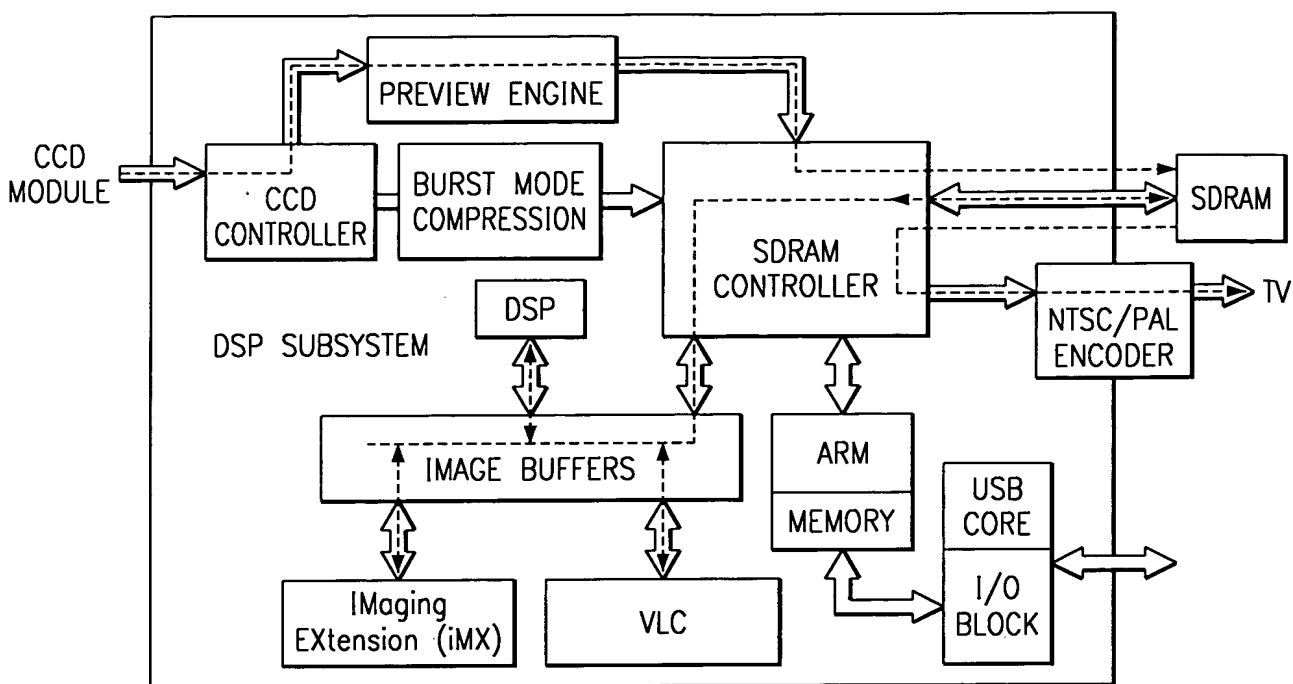 PREVIEW ENGINE
CCD
MODULE
CCD
CONTROLLER
BURST MODE
COMPRESSION
SDRAM
CONTROLLER
SDRAM
NTSC/PAL
ENCODER
TV
DSP
DSP SUBSYSTEM
IMAGE BUFFERS
ARM
MEMORY
USB
CORE
I/O
BLOCK
IMaging
EXtension (iMX)
VLC